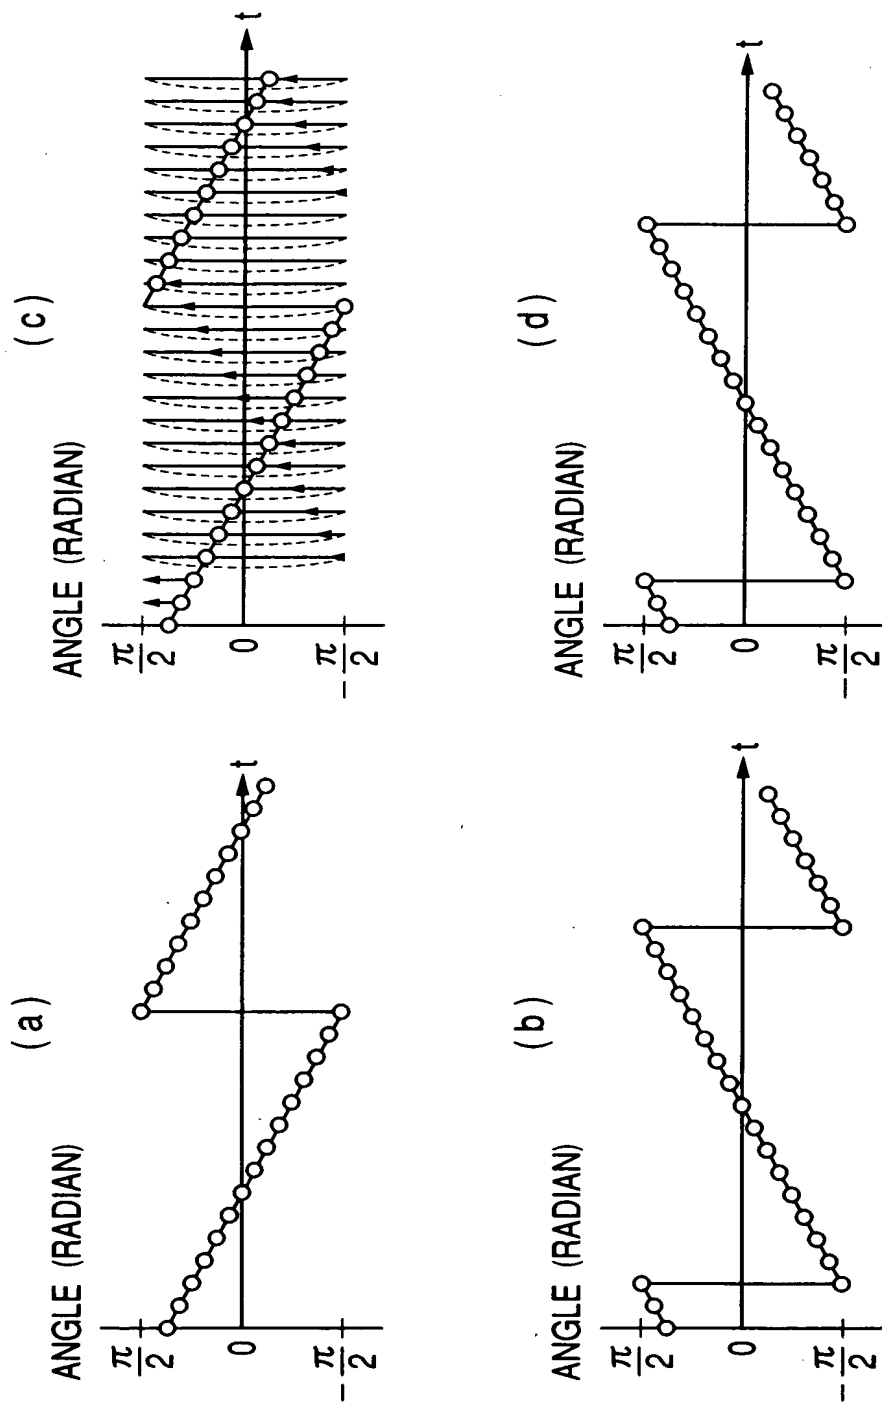 (a)
ANGLE (RADIAN)
π/2
0
−π/2
t
(c)
ANGLE (RADIAN)
π/2
0
−π/2
t
(b)
ANGLE (RADIAN)
π/2
0
−π/2
t
(d)
ANGLE (RADIAN)
π/2
0
−π/2
t